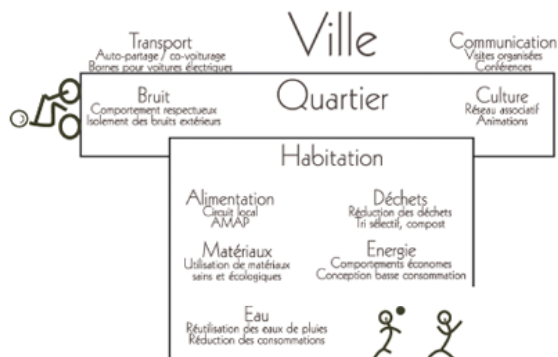 Ville
Transport
Auto-partage / co-voiturage
Bornes pour voitures électriques
Communication
Visites organisées
Conférences
Quartier
Bruit
Comportement respectueux
Isolement des bruits extérieurs
Culture
Réseau associatif
Animations
Habitation
Alimentation
Circuit local
AMAP
Déchets
Réduction des déchets
Tri sélectif, compost
Matériaux
Utilisation de matériaux
sains et écologiques
Energie
Comportements économes
Conception basse consommation
Eau
Réutilisation des eaux de pluies
Réduction des consommations